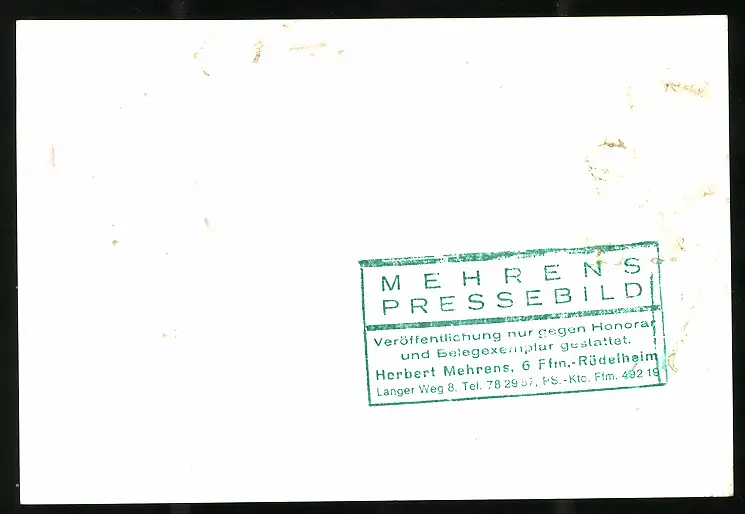 MEHRENS
PRESSEBILD
Veröffentlichung nur gegen Honorar
und Belegexemplar gestattet.
Herbert Mehrens, 6 Ffm.-Rödelheim
Langer Weg 8. Tel. 78 29 57, PS.-Kto. Ffm. 492 19